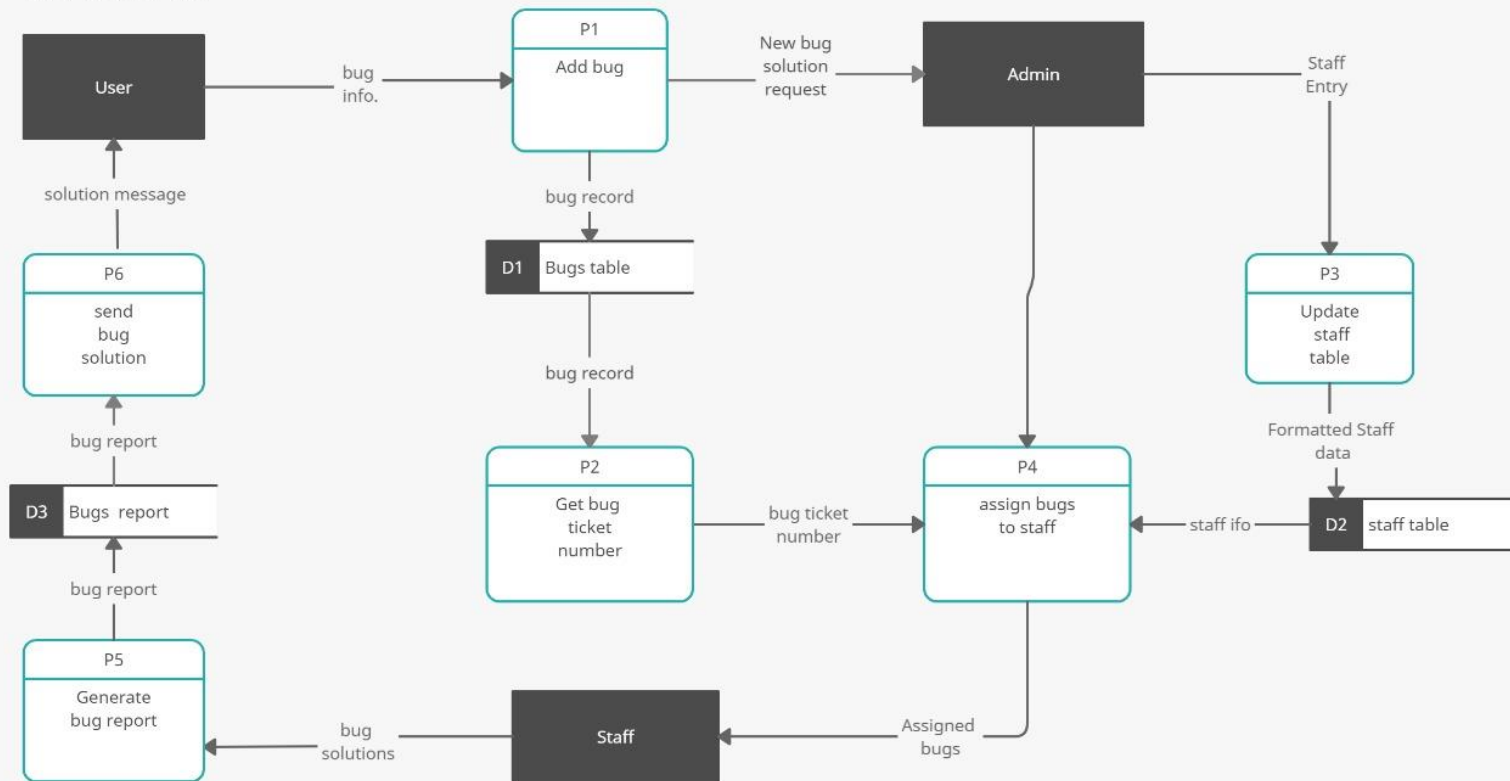 User
bug
info.
P1
Add bug
New bug
solution
request
Admin
Staff
Entry
solution message
bug record
D1
Bugs table
P6
send
bug
solution
P3
Update
staff
table
bug record
bug report
Formatted Staff
data
P2
Get bug
ticket
number
bug ticket
number
P4
assign bugs
to staff
staff ifo
D2
staff table
D3
Bugs report
bug report
P5
Generate
bug report
bug
solutions
Staff
Assigned
bugs